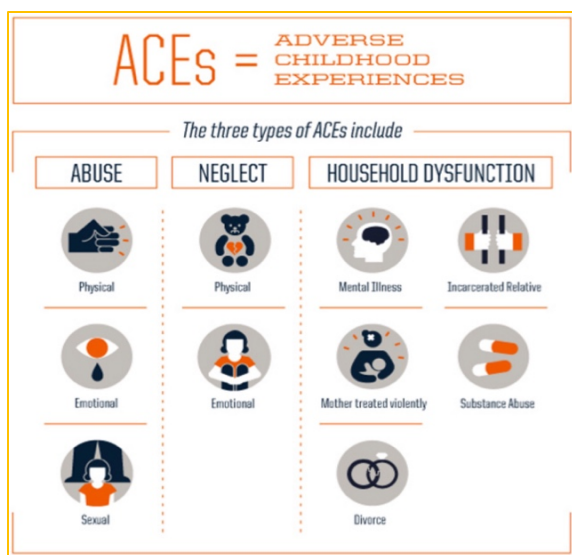 ACEs = ADVERSE
CHILDHOOD
EXPERIENCES
The three types of ACEs include
ABUSE
NEGLECT
HOUSEHOLD DYSFUNCTION
Physical
Physical
Mental Illness
Incarcerated Relative
Emotional
Emotional
Mother treated violently
Substance Abuse
Sexual
Divorce